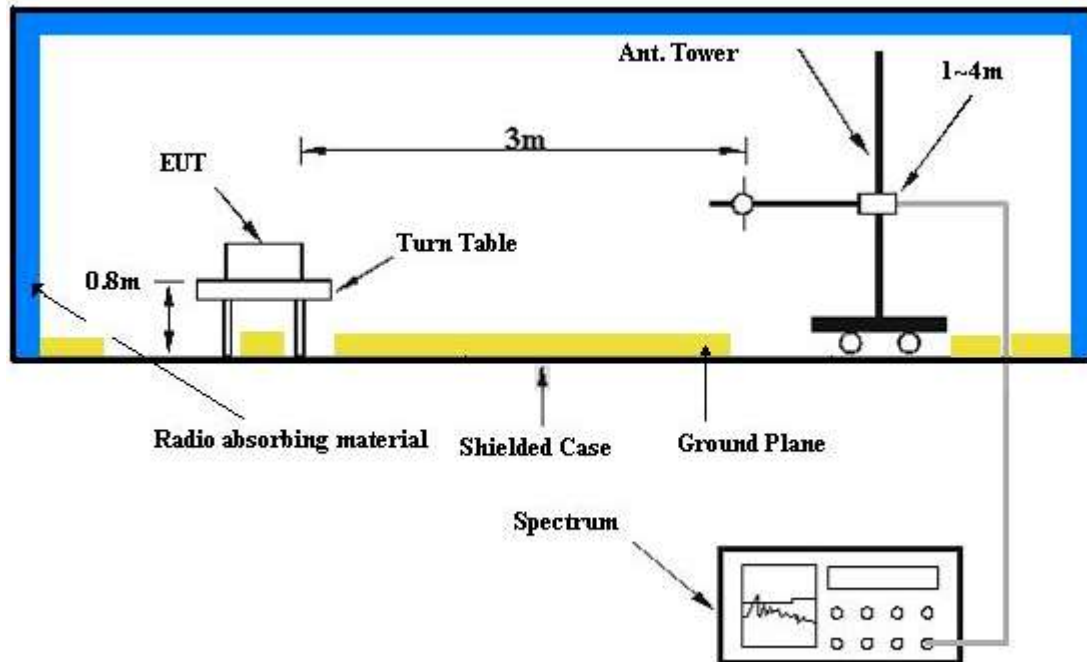 Ant. Tower
1~4m
3m
EUT
Turn Table
0.8m
Radio absorbing material
Shielded Case
Ground Plane
Spectrum